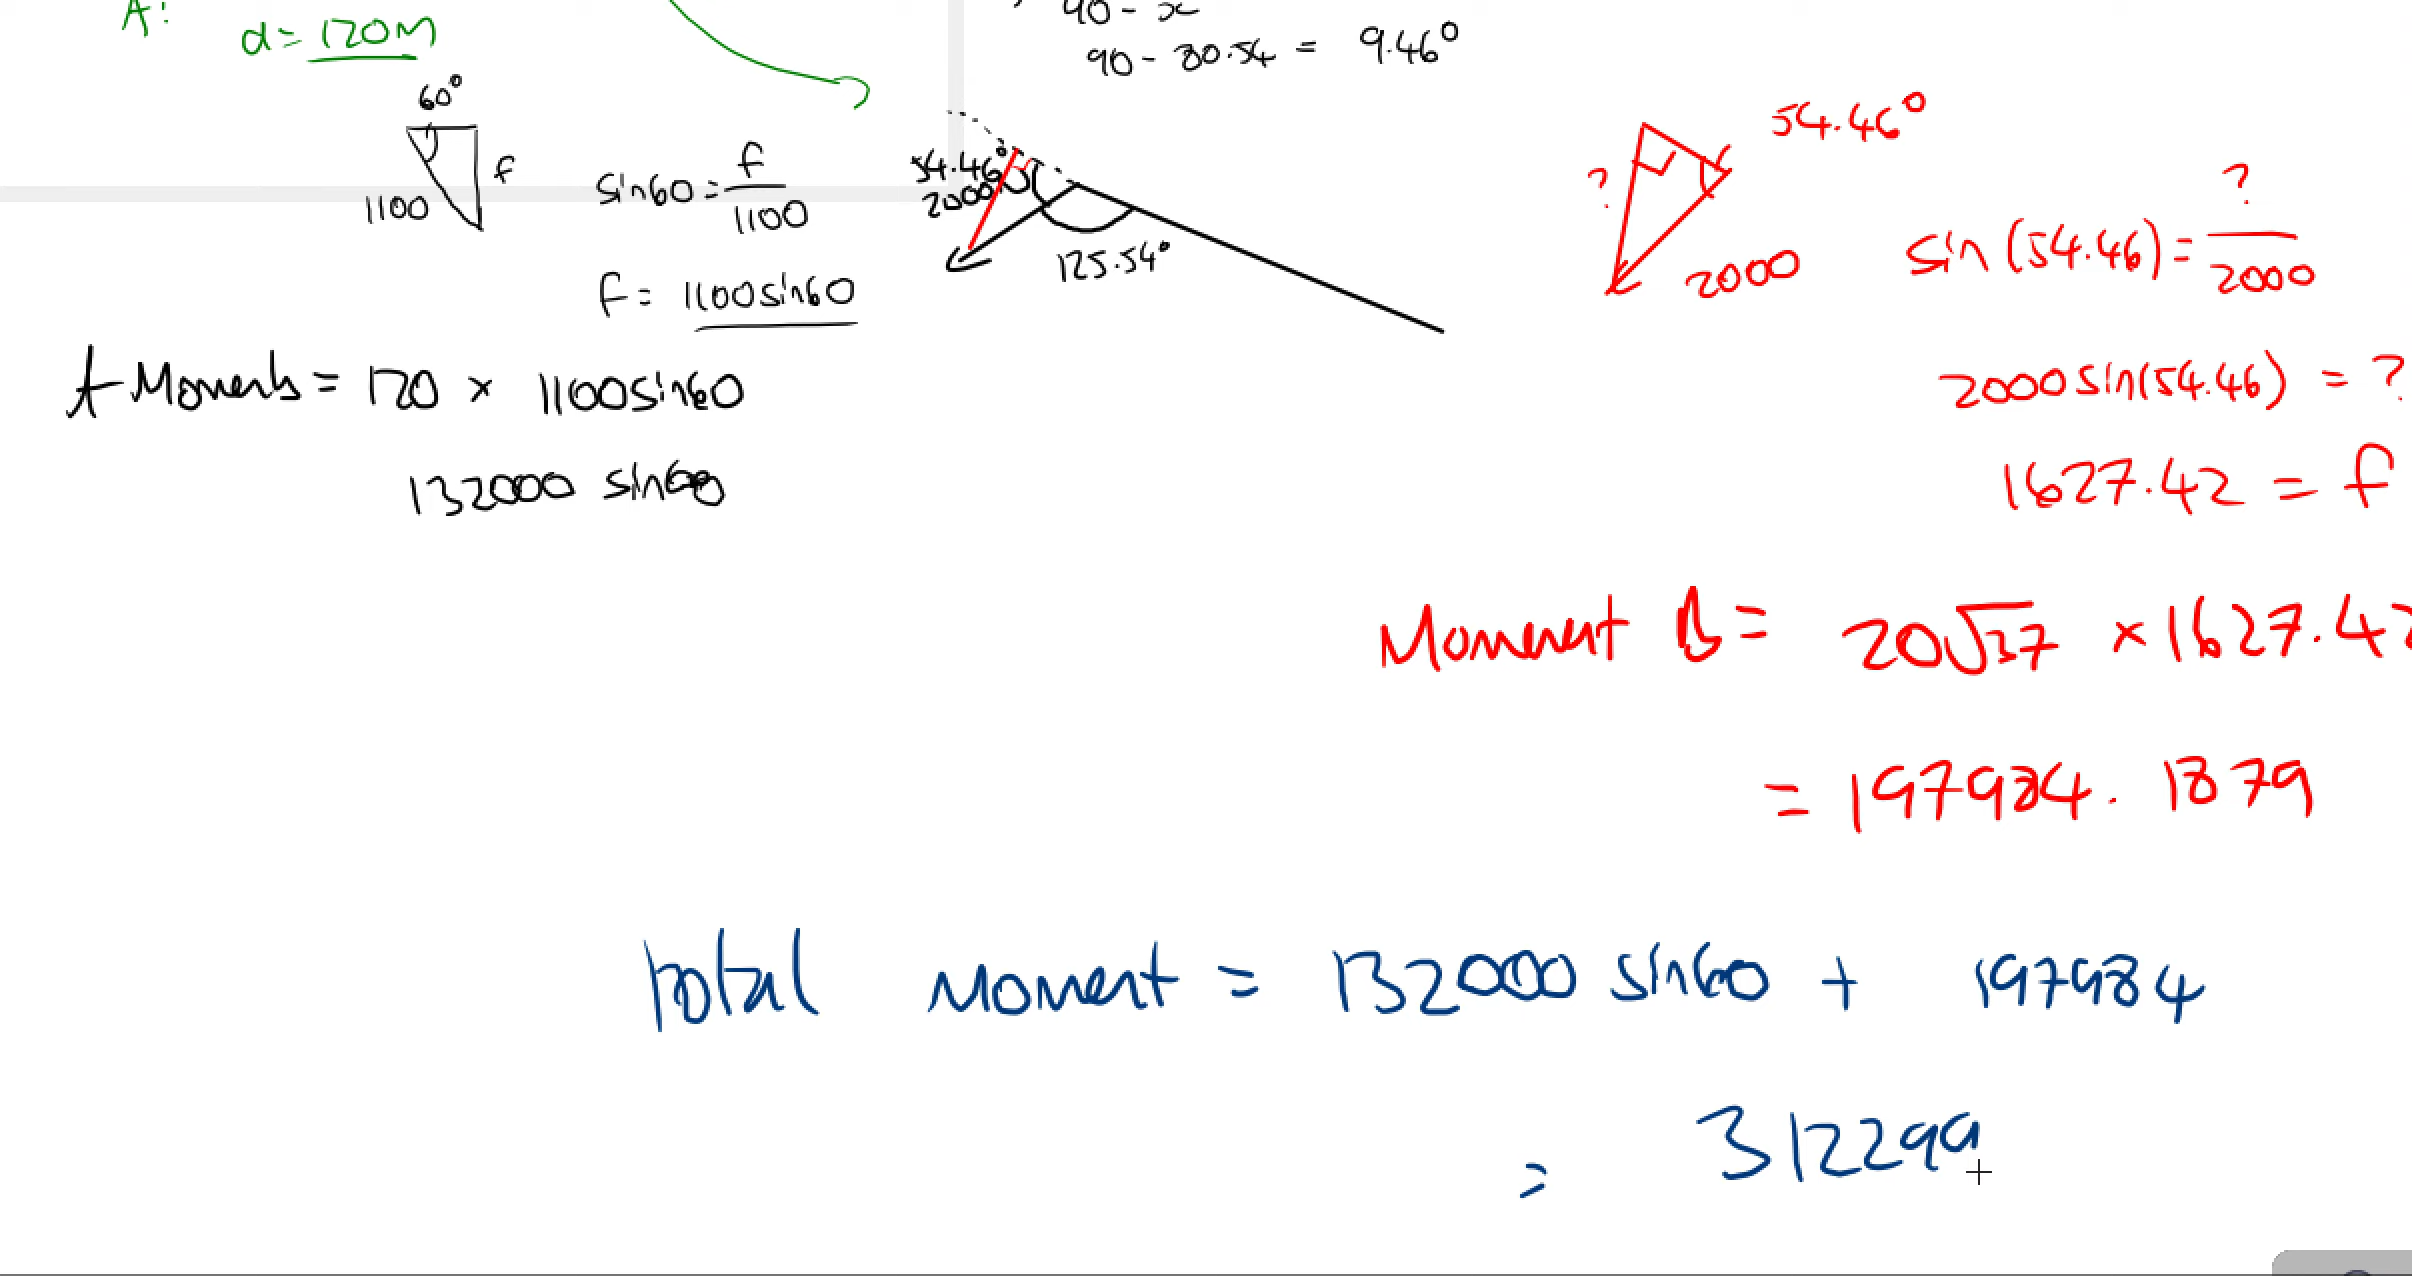 A:
d = 120M
90 - x
90 - 80.54 = 9.46°
60°
f
1100
sin60 = f/1100
f = 1100sin60
54.46°
2000
125.54°
54.46°
?
2000
sin(54.46) = ?/2000
2000sin(54.46) = ?
1627.42 = f
A Moments = 120 × 1100sin60
132000 sin60
Moment B = 20√37 × 1627.42
= 197984.1879
Total Moment = 132000 sin60 + 197984
= 312299